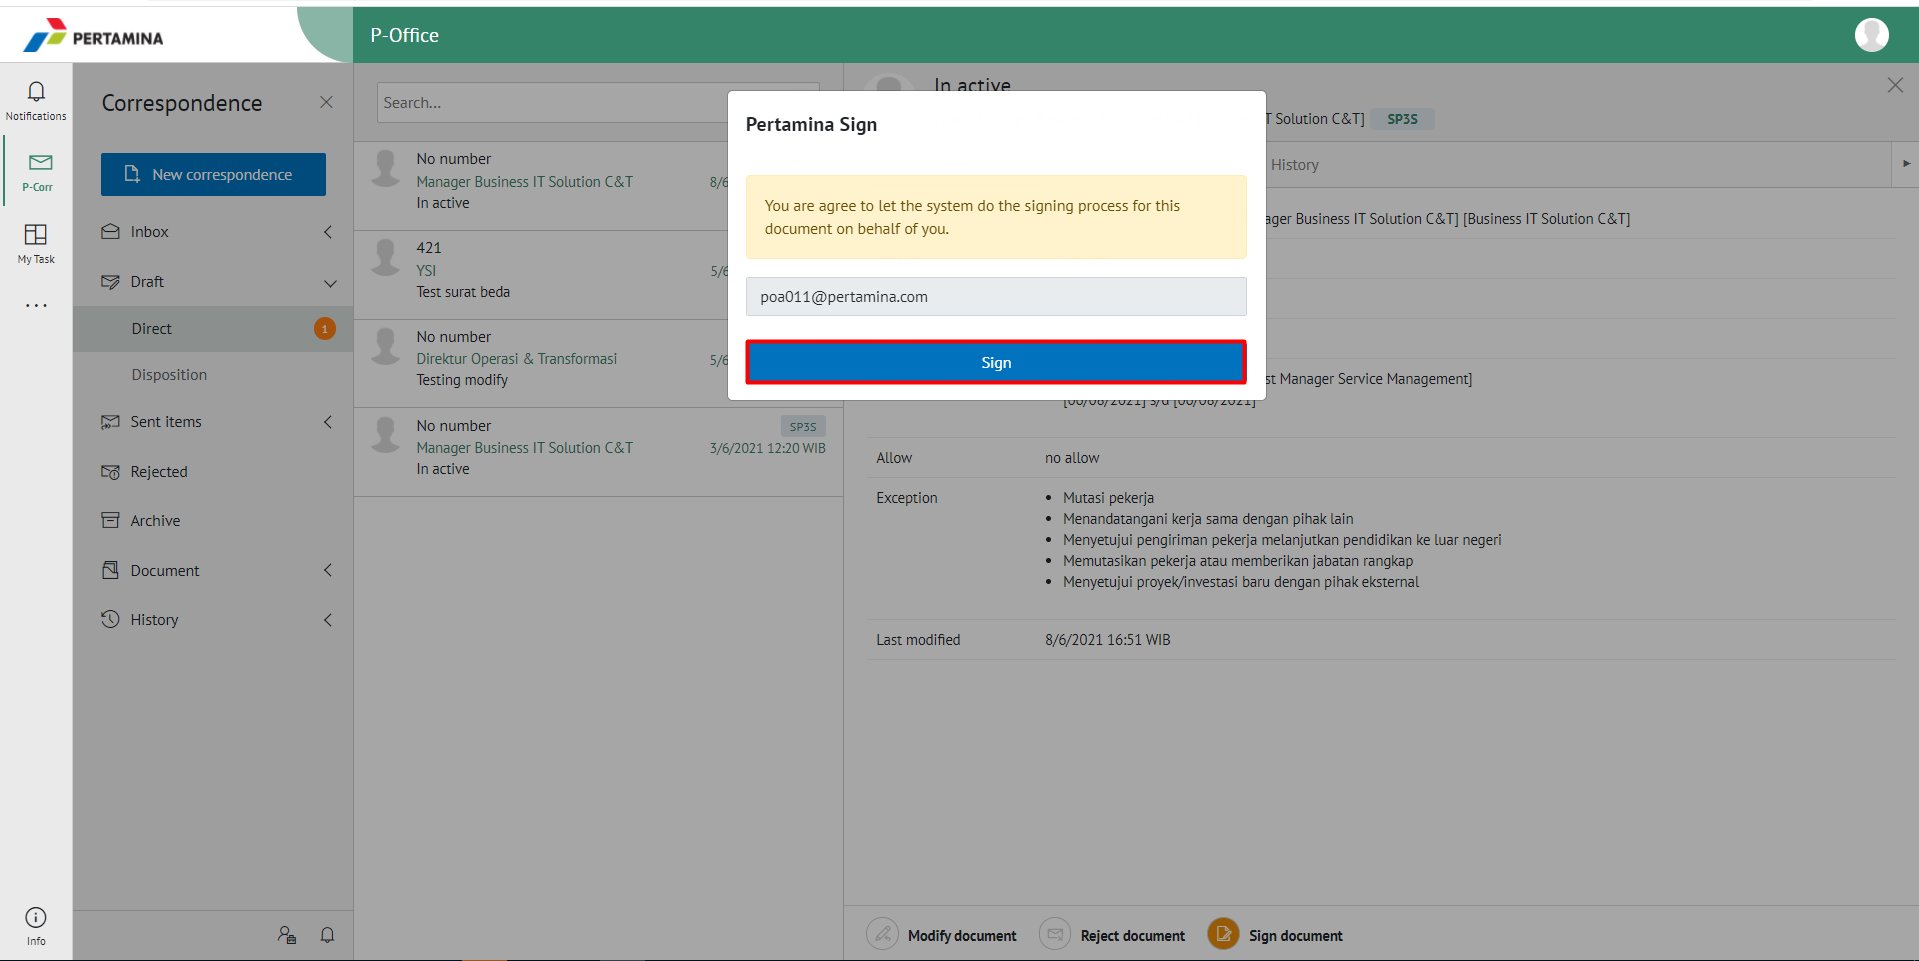 PERTAMINA
P-Office
Notifications
P-Corr
My Task
Info
Correspondence
New correspondence
Inbox
Draft
Direct
1
Disposition
Sent items
Rejected
Archive
Document
History
Search...
No number
Manager Business IT Solution C&T
8/6
In active
421
YSI
5/6
Test surat beda
No number
Direktur Operasi & Transformasi
5/6
Testing modify
No number
SP3S
Manager Business IT Solution C&T
3/6/2021 12:20 WIB
In active
In active
T Solution C&T]
SP3S
History
ager Business IT Solution C&T] [Business IT Solution C&T]
st Manager Service Management]
Pertamina Sign
You are agree to let the system do the signing process for this
document on behalf of you.
poa011@pertamina.com
Sign
Allow
no allow
Exception
• Mutasi pekerja
• Menandatangani kerja sama dengan pihak lain
• Menyetujui pengiriman pekerja melanjutkan pendidikan ke luar negeri
• Memutasikan pekerja atau memberikan jabatan rangkap
• Menyetujui proyek/investasi baru dengan pihak eksternal
Last modified
8/6/2021 16:51 WIB
Modify document
Reject document
Sign document